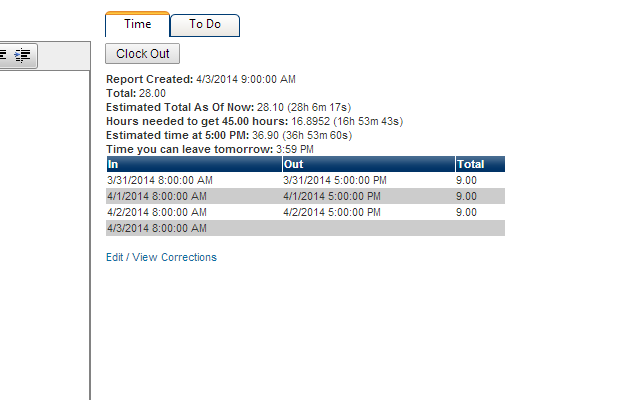 Time To Do
Clock Out
Report Created: 4/3/2014 9:00:00 AM
Total: 28.00
Estimated Total As Of Now: 28.10 (28h 6m 17s)
Hours needed to get 45.00 hours: 16.8952 (16h 53m 43s)
Estimated time at 5:00 PM: 36.90 (36h 53m 60s)
Time you can leave tomorrow: 3:59 PM
In Out Total
3/31/2014 8:00:00 AM 3/31/2014 5:00:00 PM 9.00
4/1/2014 8:00:00 AM 4/1/2014 5:00:00 PM 9.00
4/2/2014 8:00:00 AM 4/2/2014 5:00:00 PM 9.00
4/3/2014 8:00:00 AM
Edit / View Corrections